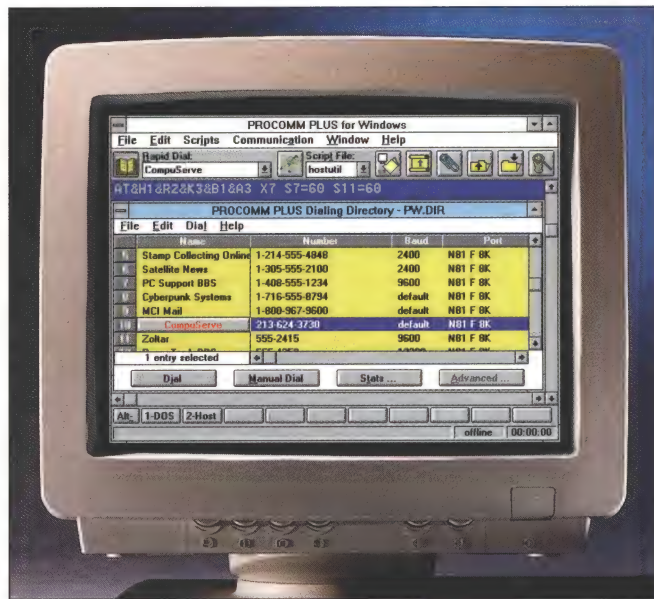 PROCOMM PLUS for Windows
File Edit Scripts Communication Window Help
Rapid Dial: Script File:
CompuServe hostutil
AT&H1&R2&K3&B1&A3 X7 S7=60 S11=60
PROCOMM PLUS Dialing Directory - PW.DIR
File Edit Dial Help
Name Number Baud Port
5 Stamp Collecting Online 1-214-555-4848 2400 N81 F 8K
6 Satellite News 1-305-555-2100 2400 N81 F 8K
7 PC Support BBS 1-408-555-1234 9600 N81 F 8K
8 Cyberpunk Systems 1-716-555-8794 default N81 F 8K
9 MCI Mail 1-800-967-9600 default N81 F 8K
10 CompuServe 213-624-3730 default N81 F 8K
11 Zoltar 555-2415 9600 N81 F 8K
1 entry selected
Dial Manual Dial Stats ... Advanced ...
Alt- 1-DOS 2-Host
offline 00:00:00